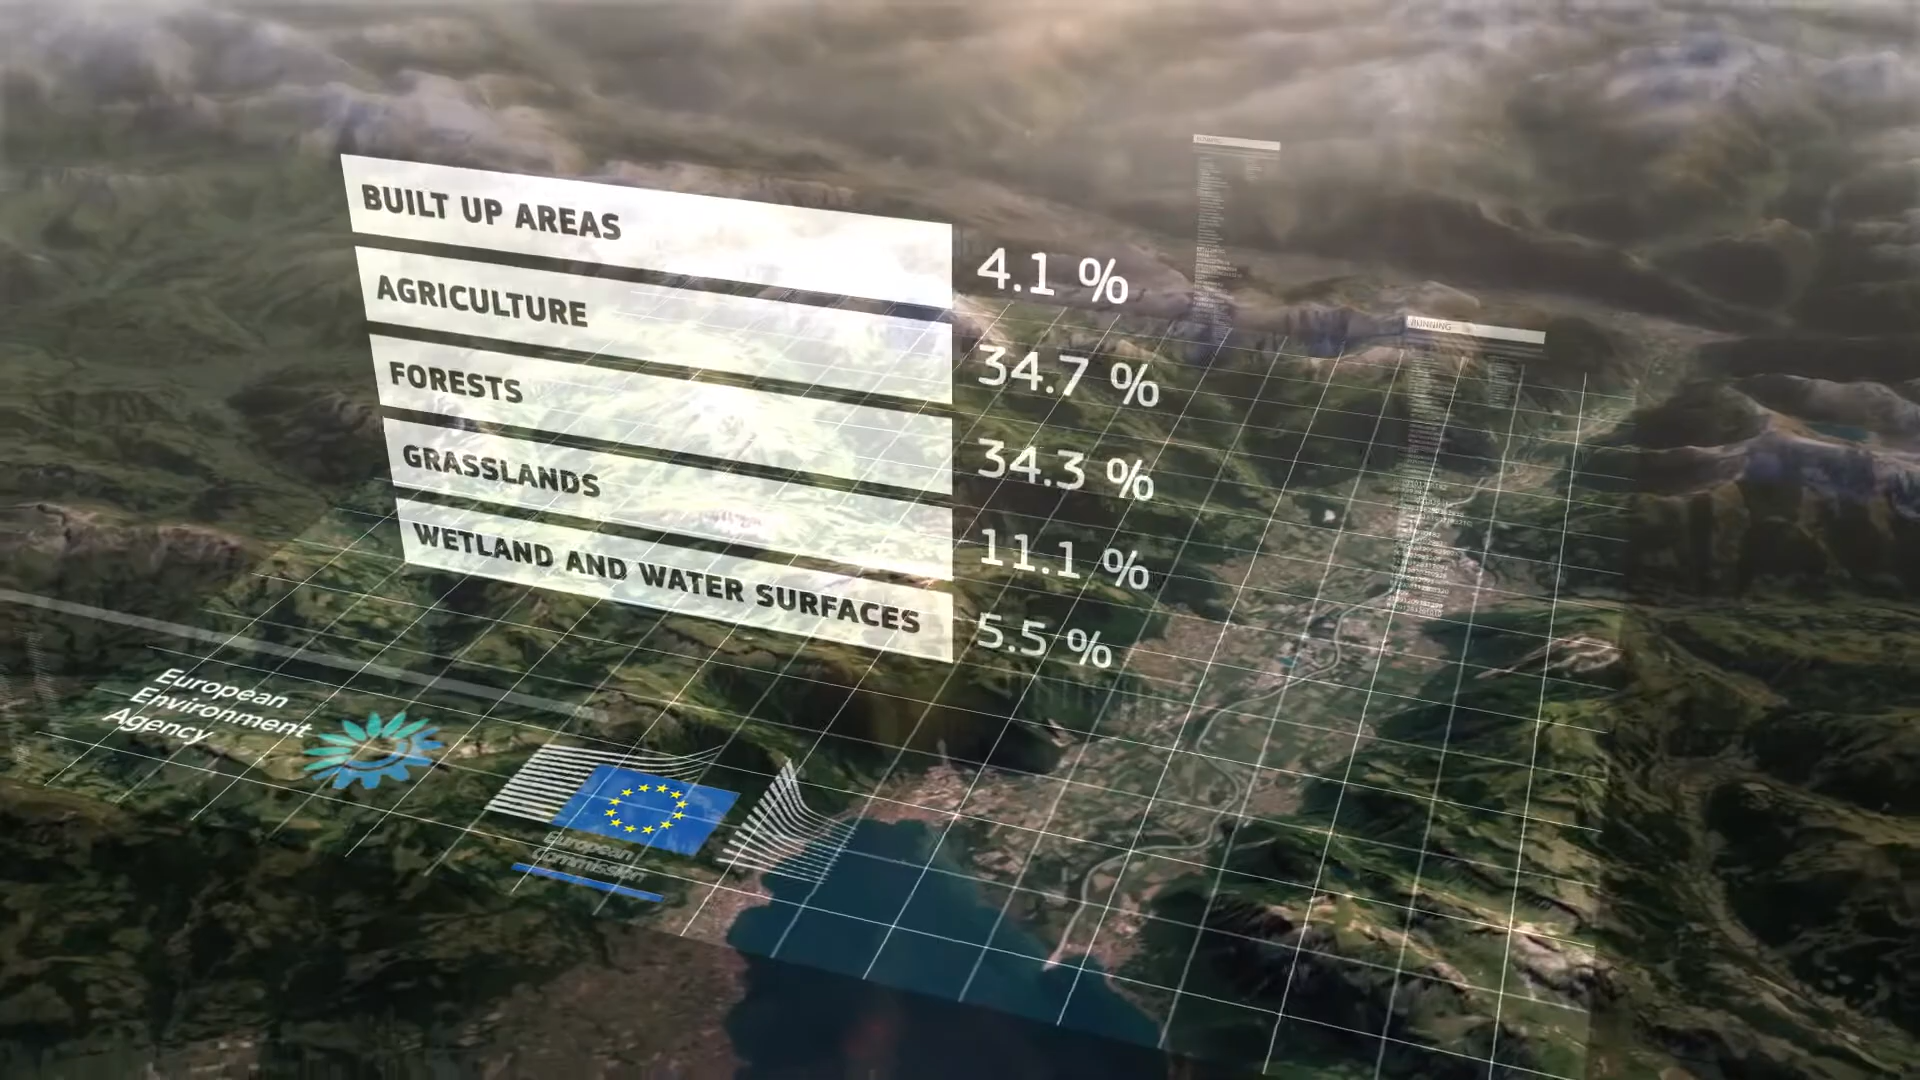 BUILT UP AREAS 4.1 %
AGRICULTURE 34.7 %
FORESTS 34.3 %
GRASSLANDS 11.1 %
WETLAND AND WATER SURFACES 5.5 %
RUNNING
European
Environment
Agency
European
Commission